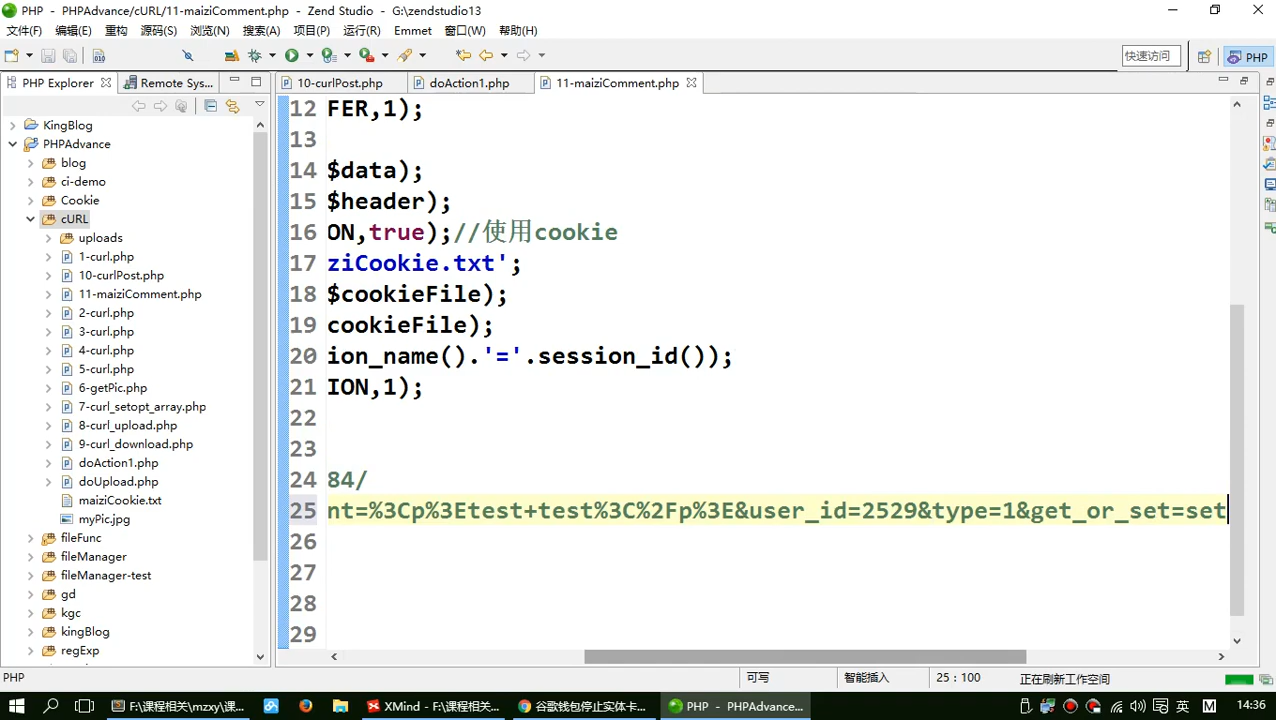 PHP - PHPAdvance/cURL/11-maiziComment.php - Zend Studio - G:\zendstudio13
文件(F) 编辑(E) 重构 源码(S) 浏览(N) 搜索(A) 项目(P) 运行(R) Emmet 窗口(W) 帮助(H)
快速访问 PHP
PHP Explorer Remote Sys... 10-curlPost.php doAction1.php 11-maiziComment.php
KingBlog
PHPAdvance
blog
ci-demo
Cookie
cURL
uploads
1-curl.php
10-curlPost.php
11-maiziComment.php
2-curl.php
3-curl.php
4-curl.php
5-curl.php
6-getPic.php
7-curl_setopt_array.php
8-curl_upload.php
9-curl_download.php
doAction1.php
doUpload.php
maiziCookie.txt
myPic.jpg
fileFunc
fileManager
fileManager-test
gd
kgc
kingBlog
regExp
12 FER,1);
13
14 $data);
15 $header);
16 ON,true);//使用cookie
17 ziCookie.txt';
18 $cookieFile);
19 cookieFile);
20 ion_name().'='.session_id());
21 ION,1);
22
23
24 84/
25 nt=%3Cp%3Etest+test%3C%2Fp%3E&user_id=2529&type=1&get_or_set=set
26
27
28
29
PHP 可写 智能插入 25 : 100 正在刷新工作空间
F:\课程相关\mzxy\课... XMind - F:\课程相关... 谷歌钱包停止实体卡... PHP - PHPAdvance... 英 M 14:36